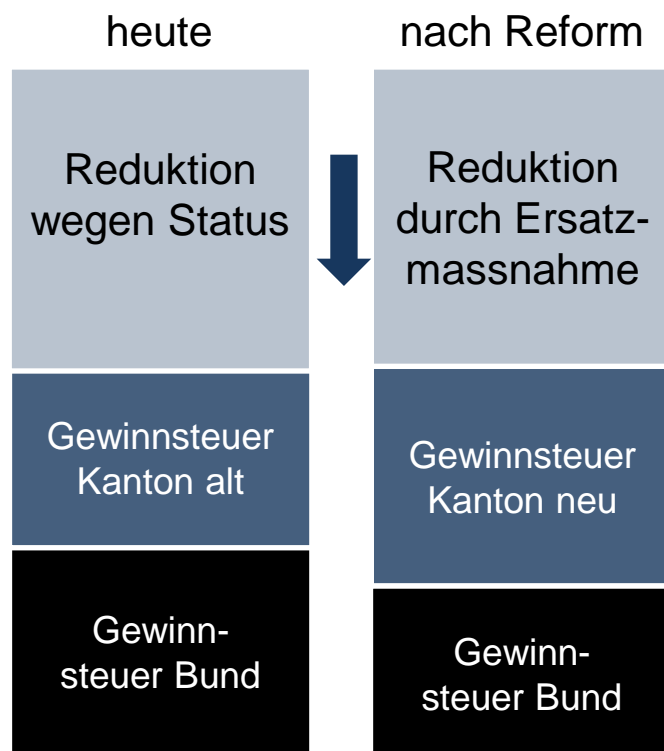 heute
nach Reform
Reduktion
wegen Status
Reduktion
durch Ersatz-
massnahme
Gewinnsteuer
Kanton alt
Gewinnsteuer
Kanton neu
Gewinn-
steuer Bund
Gewinn-
steuer Bund